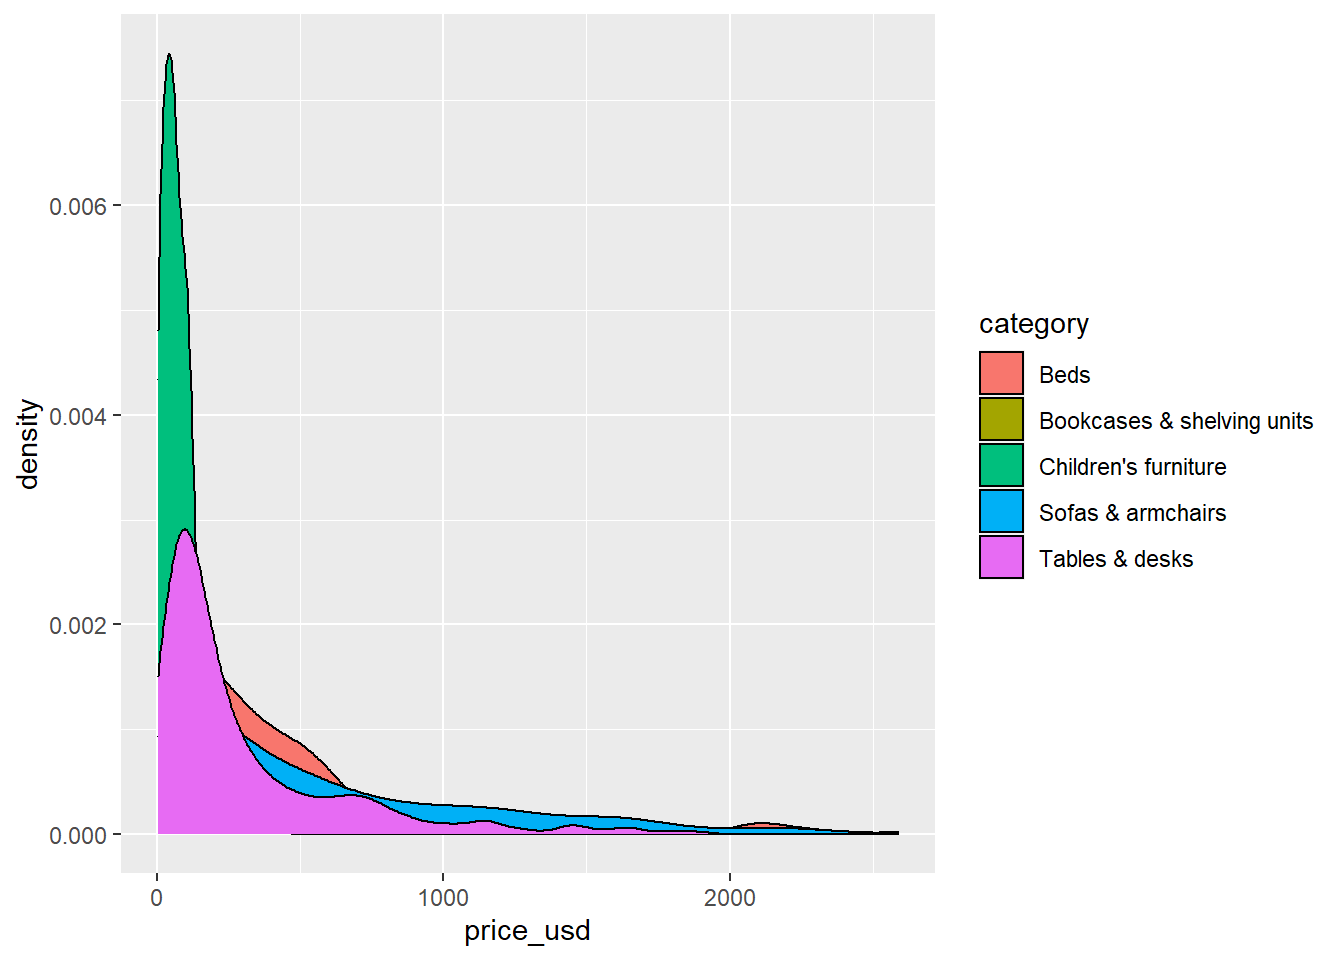 0.006
0.004
0.002
0.000
density
0
1000
2000
price_usd
category
Beds
Bookcases & shelving units
Children's furniture
Sofas & armchairs
Tables & desks